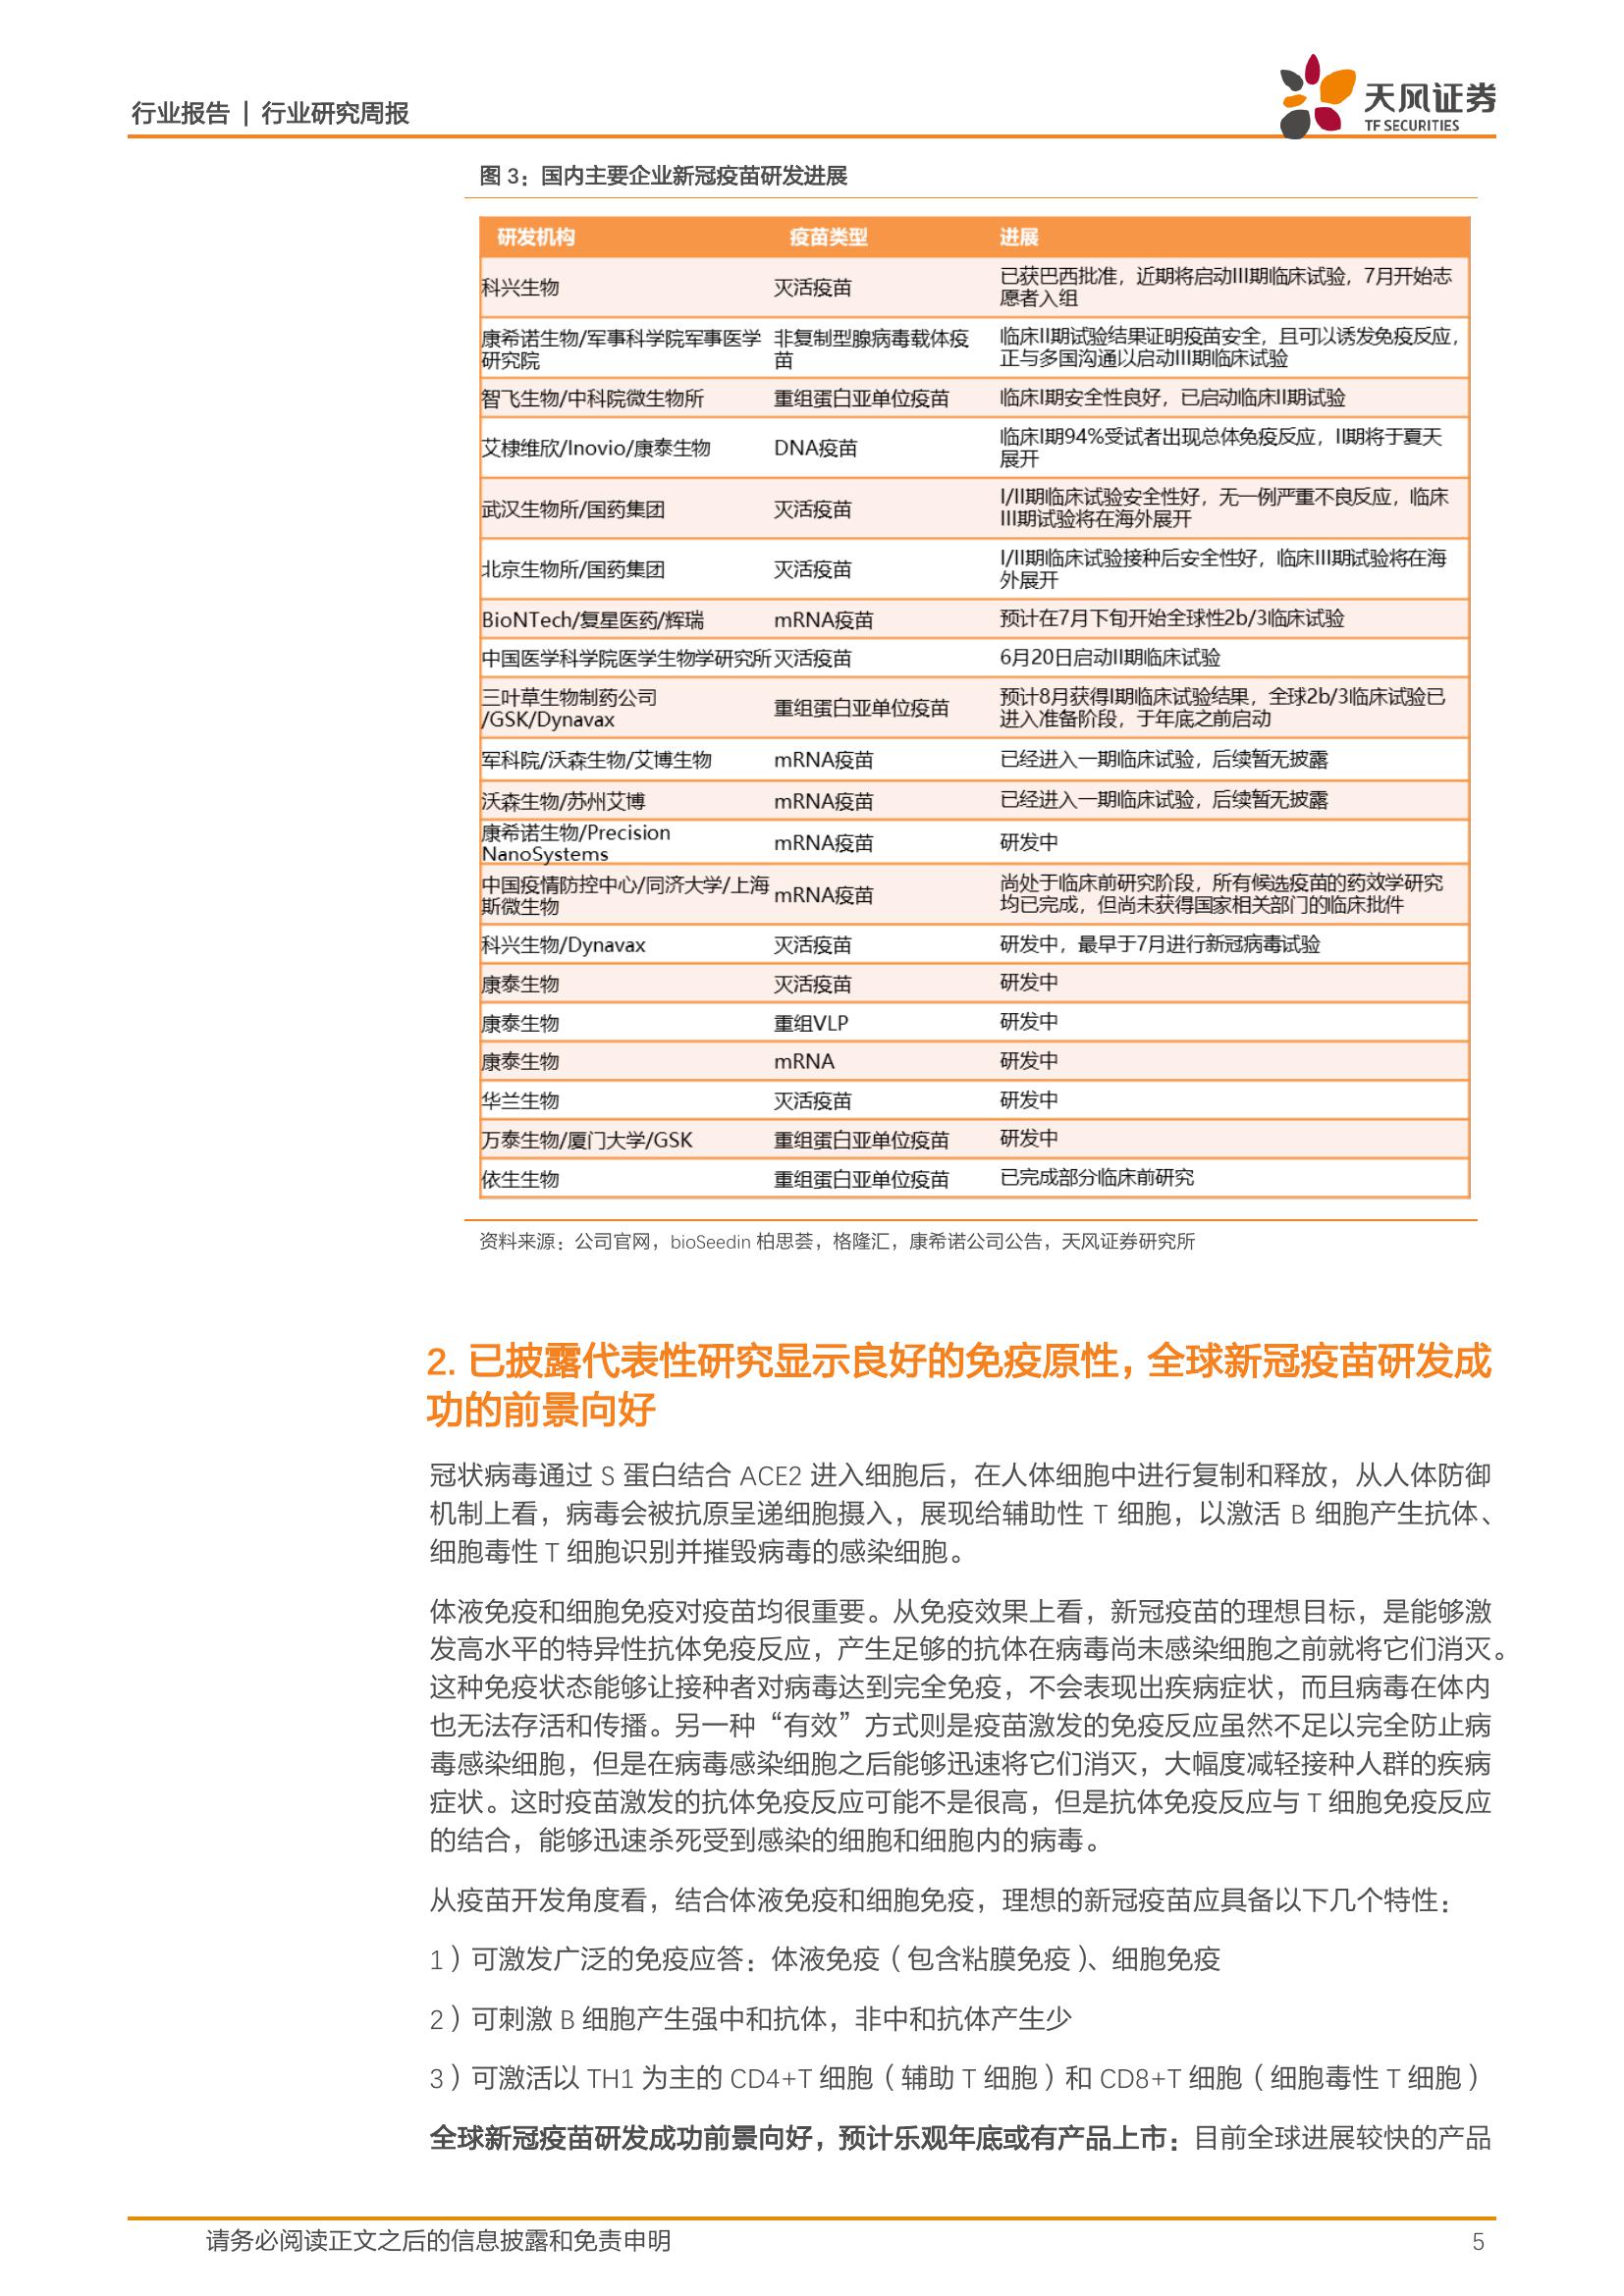 行业报告 | 行业研究周报
天风证券
TF SECURITIES
图 3：国内主要企业新冠疫苗研发进展
研发机构 疫苗类型 进展
科兴生物 灭活疫苗 已获巴西批准，近期将启动III期临床试验，7月开始志
愿者入组
康希诺生物/军事科学院军事医学 非复制型腺病毒载体疫 临床II期试验结果证明疫苗安全，且可以诱发免疫反应，
研究院 苗 正与多国沟通以启动III期临床试验
智飞生物/中科院微生物所 重组蛋白亚单位疫苗 临床I期安全性良好，已启动临床II期试验
艾棣维欣/Inovio/康泰生物 DNA疫苗 临床I期94%受试者出现总体免疫反应，II期将于夏天
展开
武汉生物所/国药集团 灭活疫苗 I/II期临床试验安全性好，无一例严重不良反应，临床
III期试验将在海外展开
北京生物所/国药集团 灭活疫苗 I/II期临床试验接种后安全性好，临床III期试验将在海
外展开
BioNTech/复星医药/辉瑞 mRNA疫苗 预计在7月下旬开始全球性2b/3临床试验
中国医学科学院医学生物学研究所 灭活疫苗 6月20日启动II期临床试验
三叶草生物制药公司 重组蛋白亚单位疫苗 预计8月获得I期临床试验结果，全球2b/3临床试验已
/GSK/Dynavax 进入准备阶段，于年底之前启动
军科院/沃森生物/艾博生物 mRNA疫苗 已经进入一期临床试验，后续暂无披露
沃森生物/苏州艾博 mRNA疫苗 已经进入一期临床试验，后续暂无披露
康希诺生物/Precision mRNA疫苗 研发中
NanoSystems
中国疫情防控中心/同济大学/上海 mRNA疫苗 尚处于临床前研究阶段，所有候选疫苗的药效学研究
斯微生物 均已完成，但尚未获得国家相关部门的临床批件
科兴生物/Dynavax 灭活疫苗 研发中，最早于7月进行新冠病毒试验
康泰生物 灭活疫苗 研发中
康泰生物 重组VLP 研发中
康泰生物 mRNA 研发中
华兰生物 灭活疫苗 研发中
万泰生物/厦门大学/GSK 重组蛋白亚单位疫苗 研发中
依生生物 重组蛋白亚单位疫苗 已完成部分临床前研究
资料来源：公司官网，bioSeedin 柏思荟，格隆汇，康希诺公司公告，天风证券研究所
2. 已披露代表性研究显示良好的免疫原性，全球新冠疫苗研发成
功的前景向好
冠状病毒通过 S 蛋白结合 ACE2 进入细胞后，在人体细胞中进行复制和释放，从人体防御
机制上看，病毒会被抗原呈递细胞摄入，展现给辅助性 T 细胞，以激活 B 细胞产生抗体、
细胞毒性 T 细胞识别并摧毁病毒的感染细胞。
体液免疫和细胞免疫对疫苗均很重要。从免疫效果上看，新冠疫苗的理想目标，是能够激
发高水平的特异性抗体免疫反应，产生足够的抗体在病毒尚未感染细胞之前就将它们消灭。
这种免疫状态能够让接种者对病毒达到完全免疫，不会表现出疾病症状，而且病毒在体内
也无法存活和传播。另一种“有效”方式则是疫苗激发的免疫反应虽然不足以完全防止病
毒感染细胞，但是在病毒感染细胞之后能够迅速将它们消灭，大幅度减轻接种人群的疾病
症状。这时疫苗激发的抗体免疫反应可能不是很高，但是抗体免疫反应与 T 细胞免疫反应
的结合，能够迅速杀死受到感染的细胞和细胞内的病毒。
从疫苗开发角度看，结合体液免疫和细胞免疫，理想的新冠疫苗应具备以下几个特性：
1）可激发广泛的免疫应答：体液免疫（包含粘膜免疫）、细胞免疫
2）可刺激 B 细胞产生强中和抗体，非中和抗体产生少
3）可激活以 TH1 为主的 CD4+T 细胞（辅助 T 细胞）和 CD8+T 细胞（细胞毒性 T 细胞）
全球新冠疫苗研发成功前景向好，预计乐观年底或有产品上市：目前全球进展较快的产品
请务必阅读正文之后的信息披露和免责申明 5